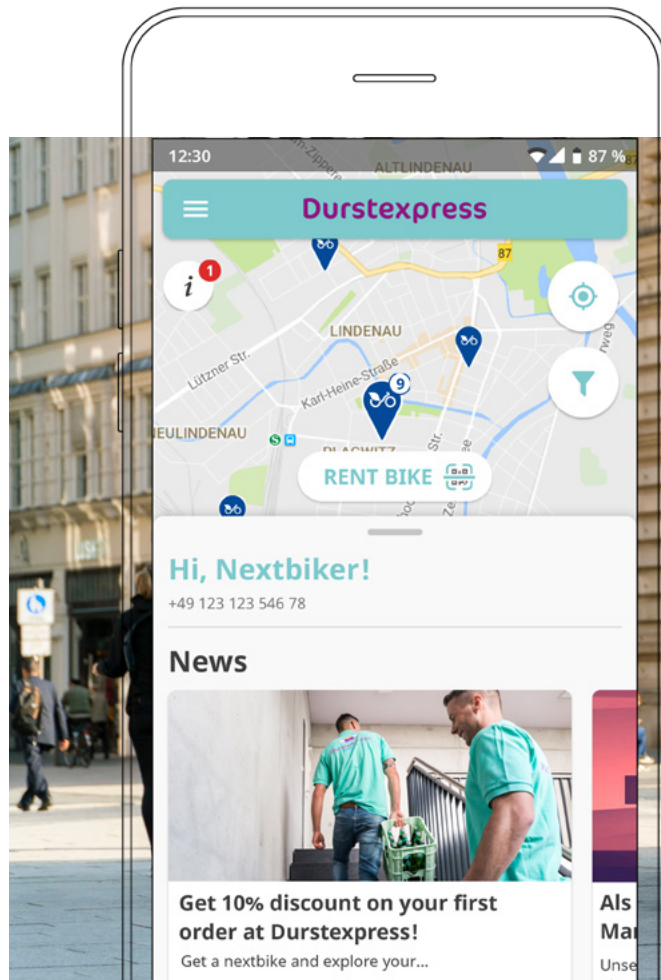 12:30
87 %
ALTLINDENAU
Durstexpress
87
i
1
LINDENAU
Lützner Str.
Karl-Heine-Straße
9
PLAGWITZ
Str.
RENT BIKE
Hi, Nextbiker!
+49 123 123 546 78
News
Get 10% discount on your first
order at Durstexpress!
Get a nextbike and explore your...
Als
Mar
Unse